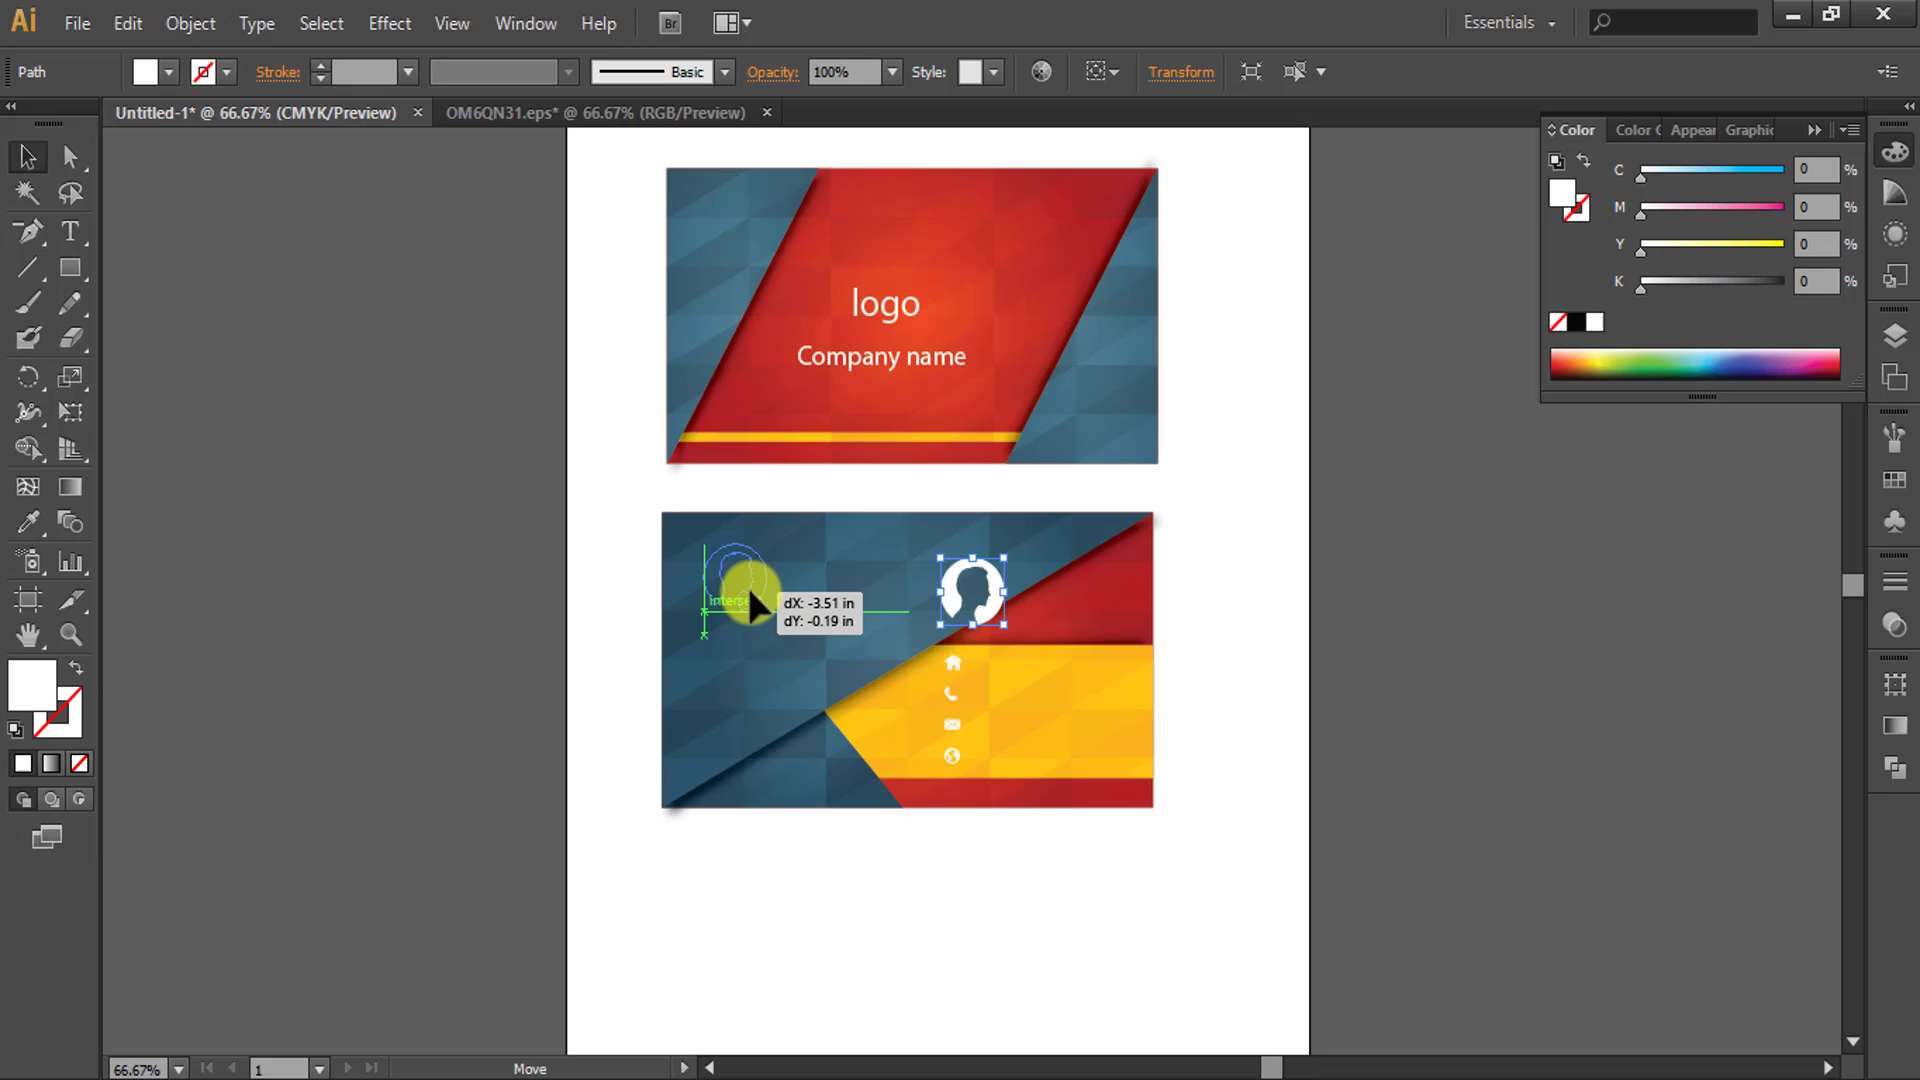 Ai File Edit Object Type Select Effect View Window Help Br Essentials
Path Stroke: Basic Opacity: 100% Style: Transform
Untitled-1* @ 66.67% (CMYK/Preview) × OM6QN31.eps* @ 66.67% (RGB/Preview) ×
Color Color Appear Graphic
C 0 %
M 0 %
Y 0 %
K 0 %
logo
Company name
dX: -3.51 in
dY: -0.19 in
66.67% 1 Move